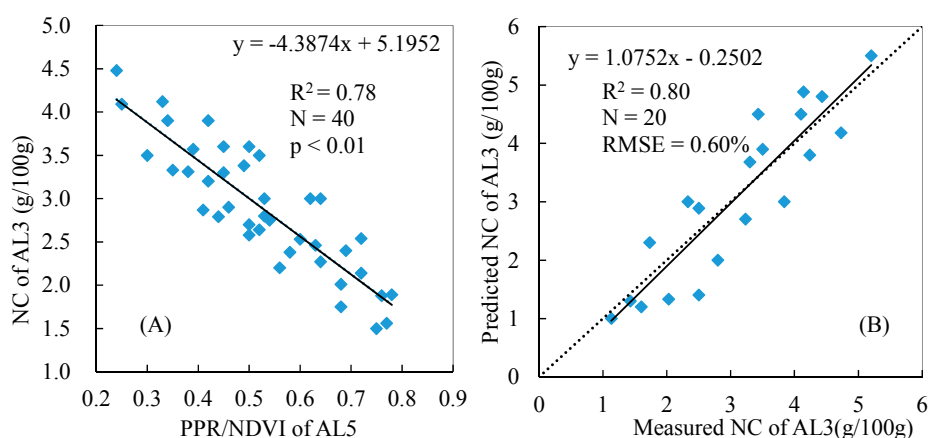 y = -4.3874x + 5.1952
R² = 0.78
N = 40
p < 0.01
NC of AL3 (g/100g)
5.0
4.5
4.0
3.5
3.0
2.5
2.0
1.5
1.0
(A)
0.2 0.3 0.4 0.5 0.6 0.7 0.8 0.9
PPR/NDVI of AL5
y = 1.0752x - 0.2502
R² = 0.80
N = 20
RMSE = 0.60%
Predicted NC of AL3 (g/100g)
6
5
4
3
2
1
0
(B)
0 1 2 3 4 5 6
Measured NC of AL3(g/100g)